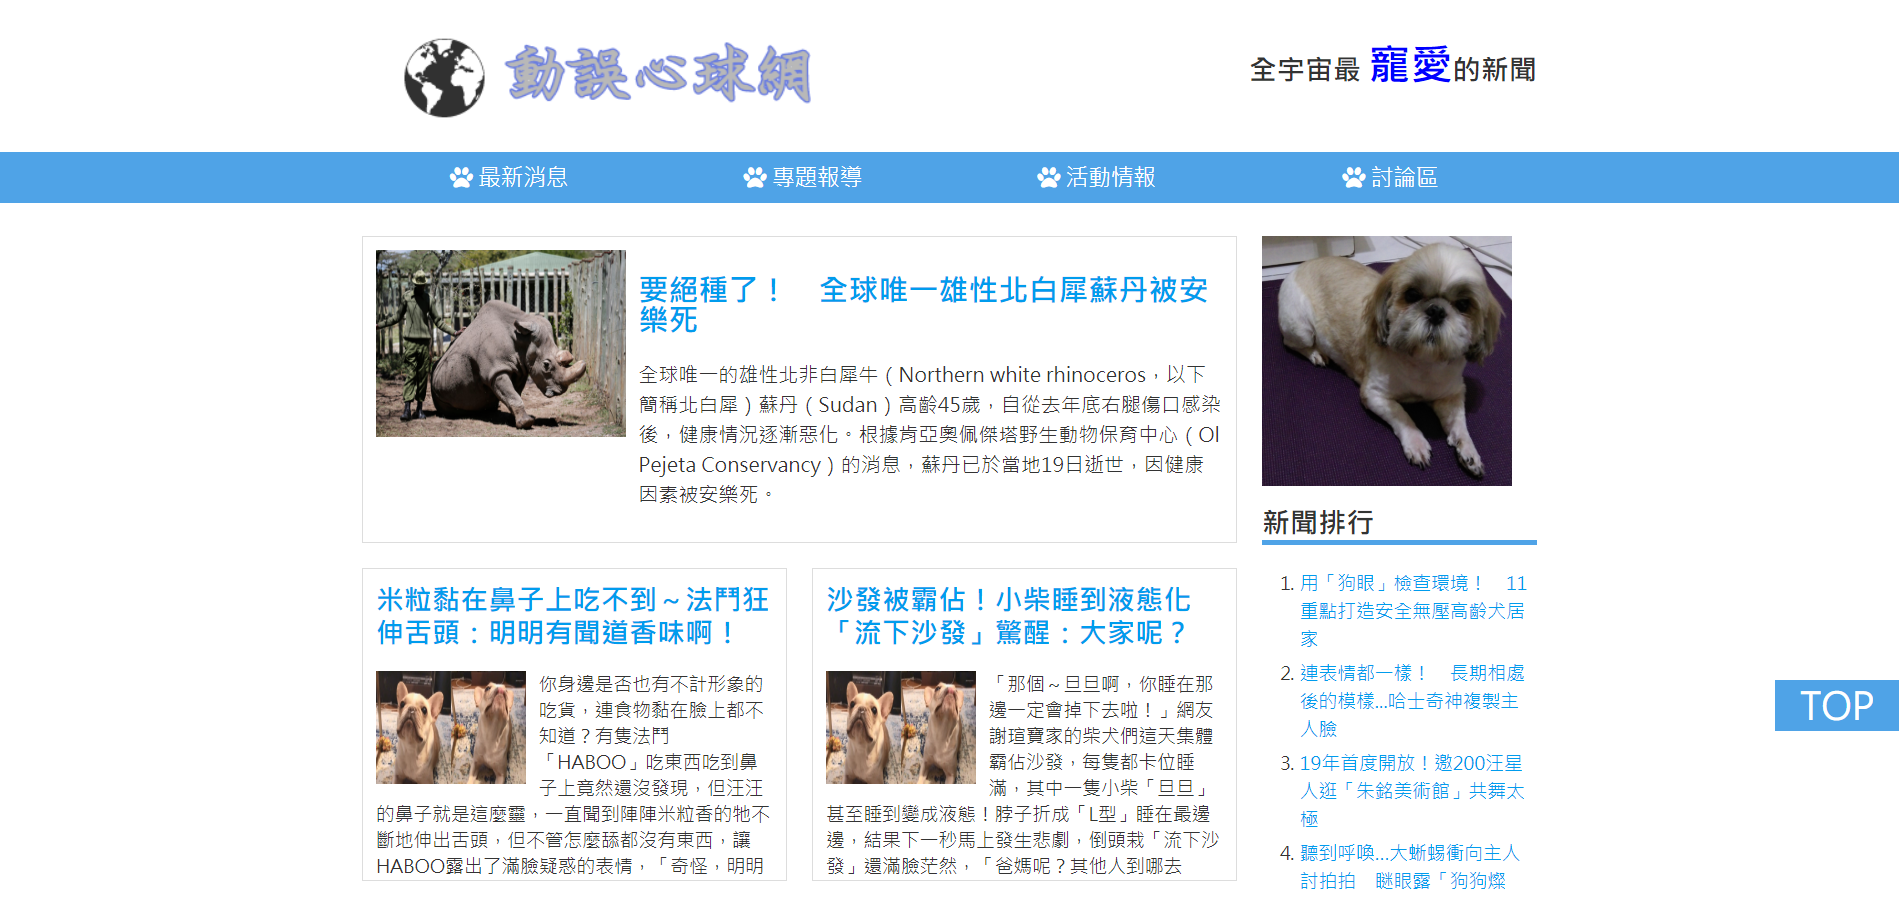 動誤心球網
全宇宙最 寵愛的新聞
最新消息 專題報導 活動情報 討論區
要絕種了！　全球唯一雄性北白犀蘇丹被安
樂死
全球唯一的雄性北非白犀牛（Northern white rhinoceros，以下
簡稱北白犀）蘇丹（Sudan）高齡45歲，自從去年底右腿傷口感染
後，健康情況逐漸惡化。根據肯亞奧佩傑塔野生動物保育中心（Ol
Pejeta Conservancy）的消息，蘇丹已於當地19日逝世，因健康
因素被安樂死。
米粒黏在鼻子上吃不到～法鬥狂
伸舌頭：明明有聞道香味啊！
你身邊是否也有不計形象的
吃貨，連食物黏在臉上都不
知道？有隻法鬥
「HABOO」吃東西吃到鼻
子上竟然還沒發現，但汪汪
的鼻子就是這麼靈，一直聞到陣陣米粒香的牠不
斷地伸出舌頭，但不管怎麼舔都沒有東西，讓
HABOO露出了滿臉疑惑的表情，「奇怪，明明
沙發被霸佔！小柴睡到液態化
「流下沙發」驚醒：大家呢？
「那個～旦旦啊，你睡在那
邊一定會掉下去啦！」網友
謝瑄寶家的柴犬們這天集體
霸佔沙發，每隻都卡位睡
滿，其中一隻小柴「旦旦」
甚至睡到變成液態！脖子折成「L型」睡在最邊
邊，結果下一秒馬上發生悲劇，倒頭栽「流下沙
發」還滿臉茫然，「爸媽呢？其他人到哪去
新聞排行
1. 用「狗眼」檢查環境！　11
重點打造安全無壓高齡犬居
家
2. 連表情都一樣！　長期相處
後的模樣...哈士奇神複製主
人臉
3. 19年首度開放！邀200汪星
人逛「朱銘美術館」共舞太
極
4. 聽到呼喚...大蜥蜴衝向主人
討拍拍　瞇眼露「狗狗燦
TOP